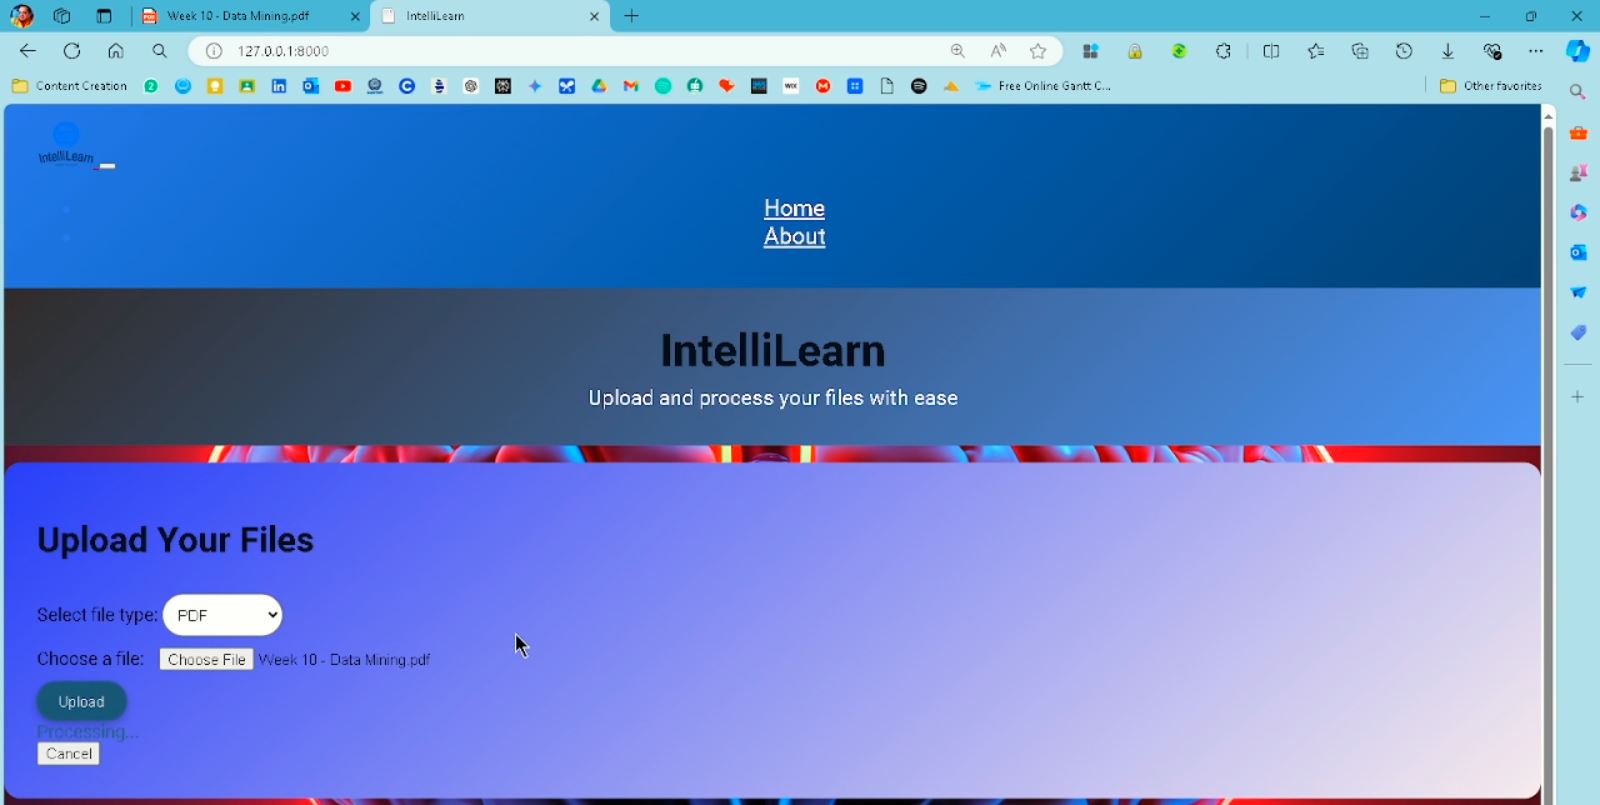 Week 10 - Data Mining.pdf
IntelliLearn
127.0.0.1:8000
Content Creation
Free Online Gantt C...
Other favorites
IntelliLearn
Home
About
IntelliLearn
Upload and process your files with ease
Upload Your Files
Select file type: PDF
Choose a file: Choose File Week 10 - Data Mining.pdf
Upload
Processing...
Cancel